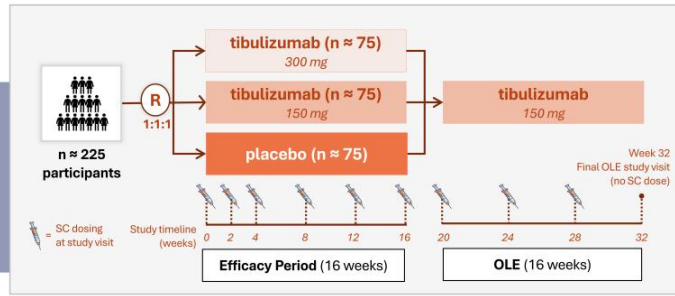 tibulizumab (n ≈ 75)
300 mg
R
1:1:1
tibulizumab (n ≈ 75)
150 mg
tibulizumab
150 mg
placebo (n ≈ 75)
n ≈ 225
participants
Week 32
Final OLE study visit
(no SC dose)
= SC dosing
at study visit
Study timeline
(weeks)
0 2 4 8 12 16 20 24 28 32
Efficacy Period (16 weeks)
OLE (16 weeks)